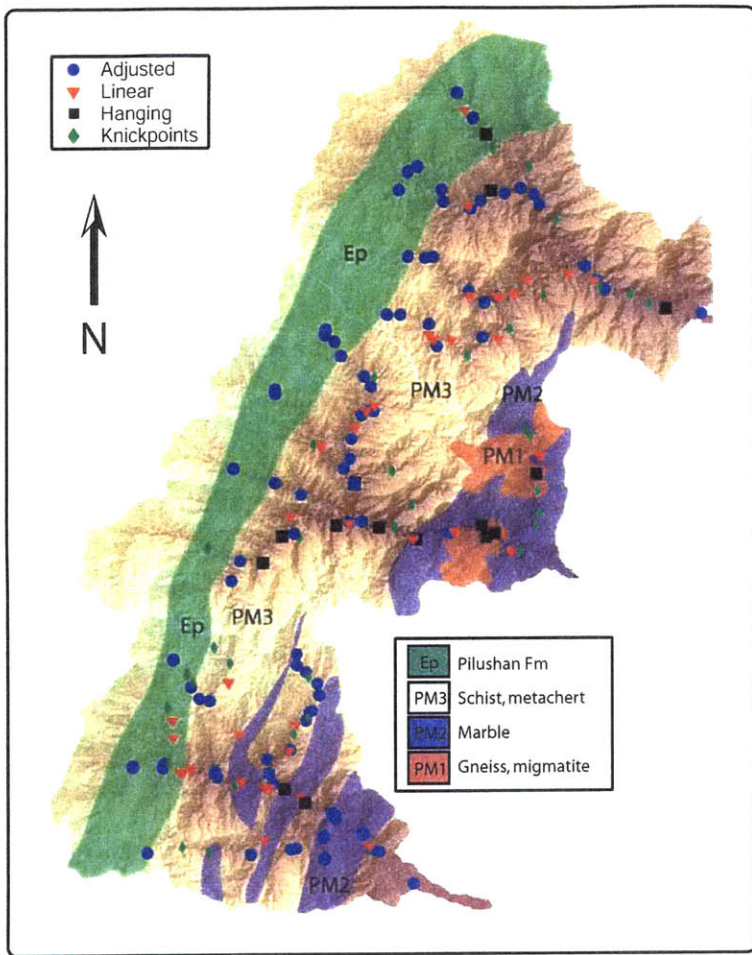 Adjusted
Linear
Hanging
Knickpoints
N
Ep
PM3
PM2
PM1
PM3
Ep
PM2
Ep Pilushan Fm
PM3 Schist, metachert
PM2 Marble
PM1 Gneiss, migmatite